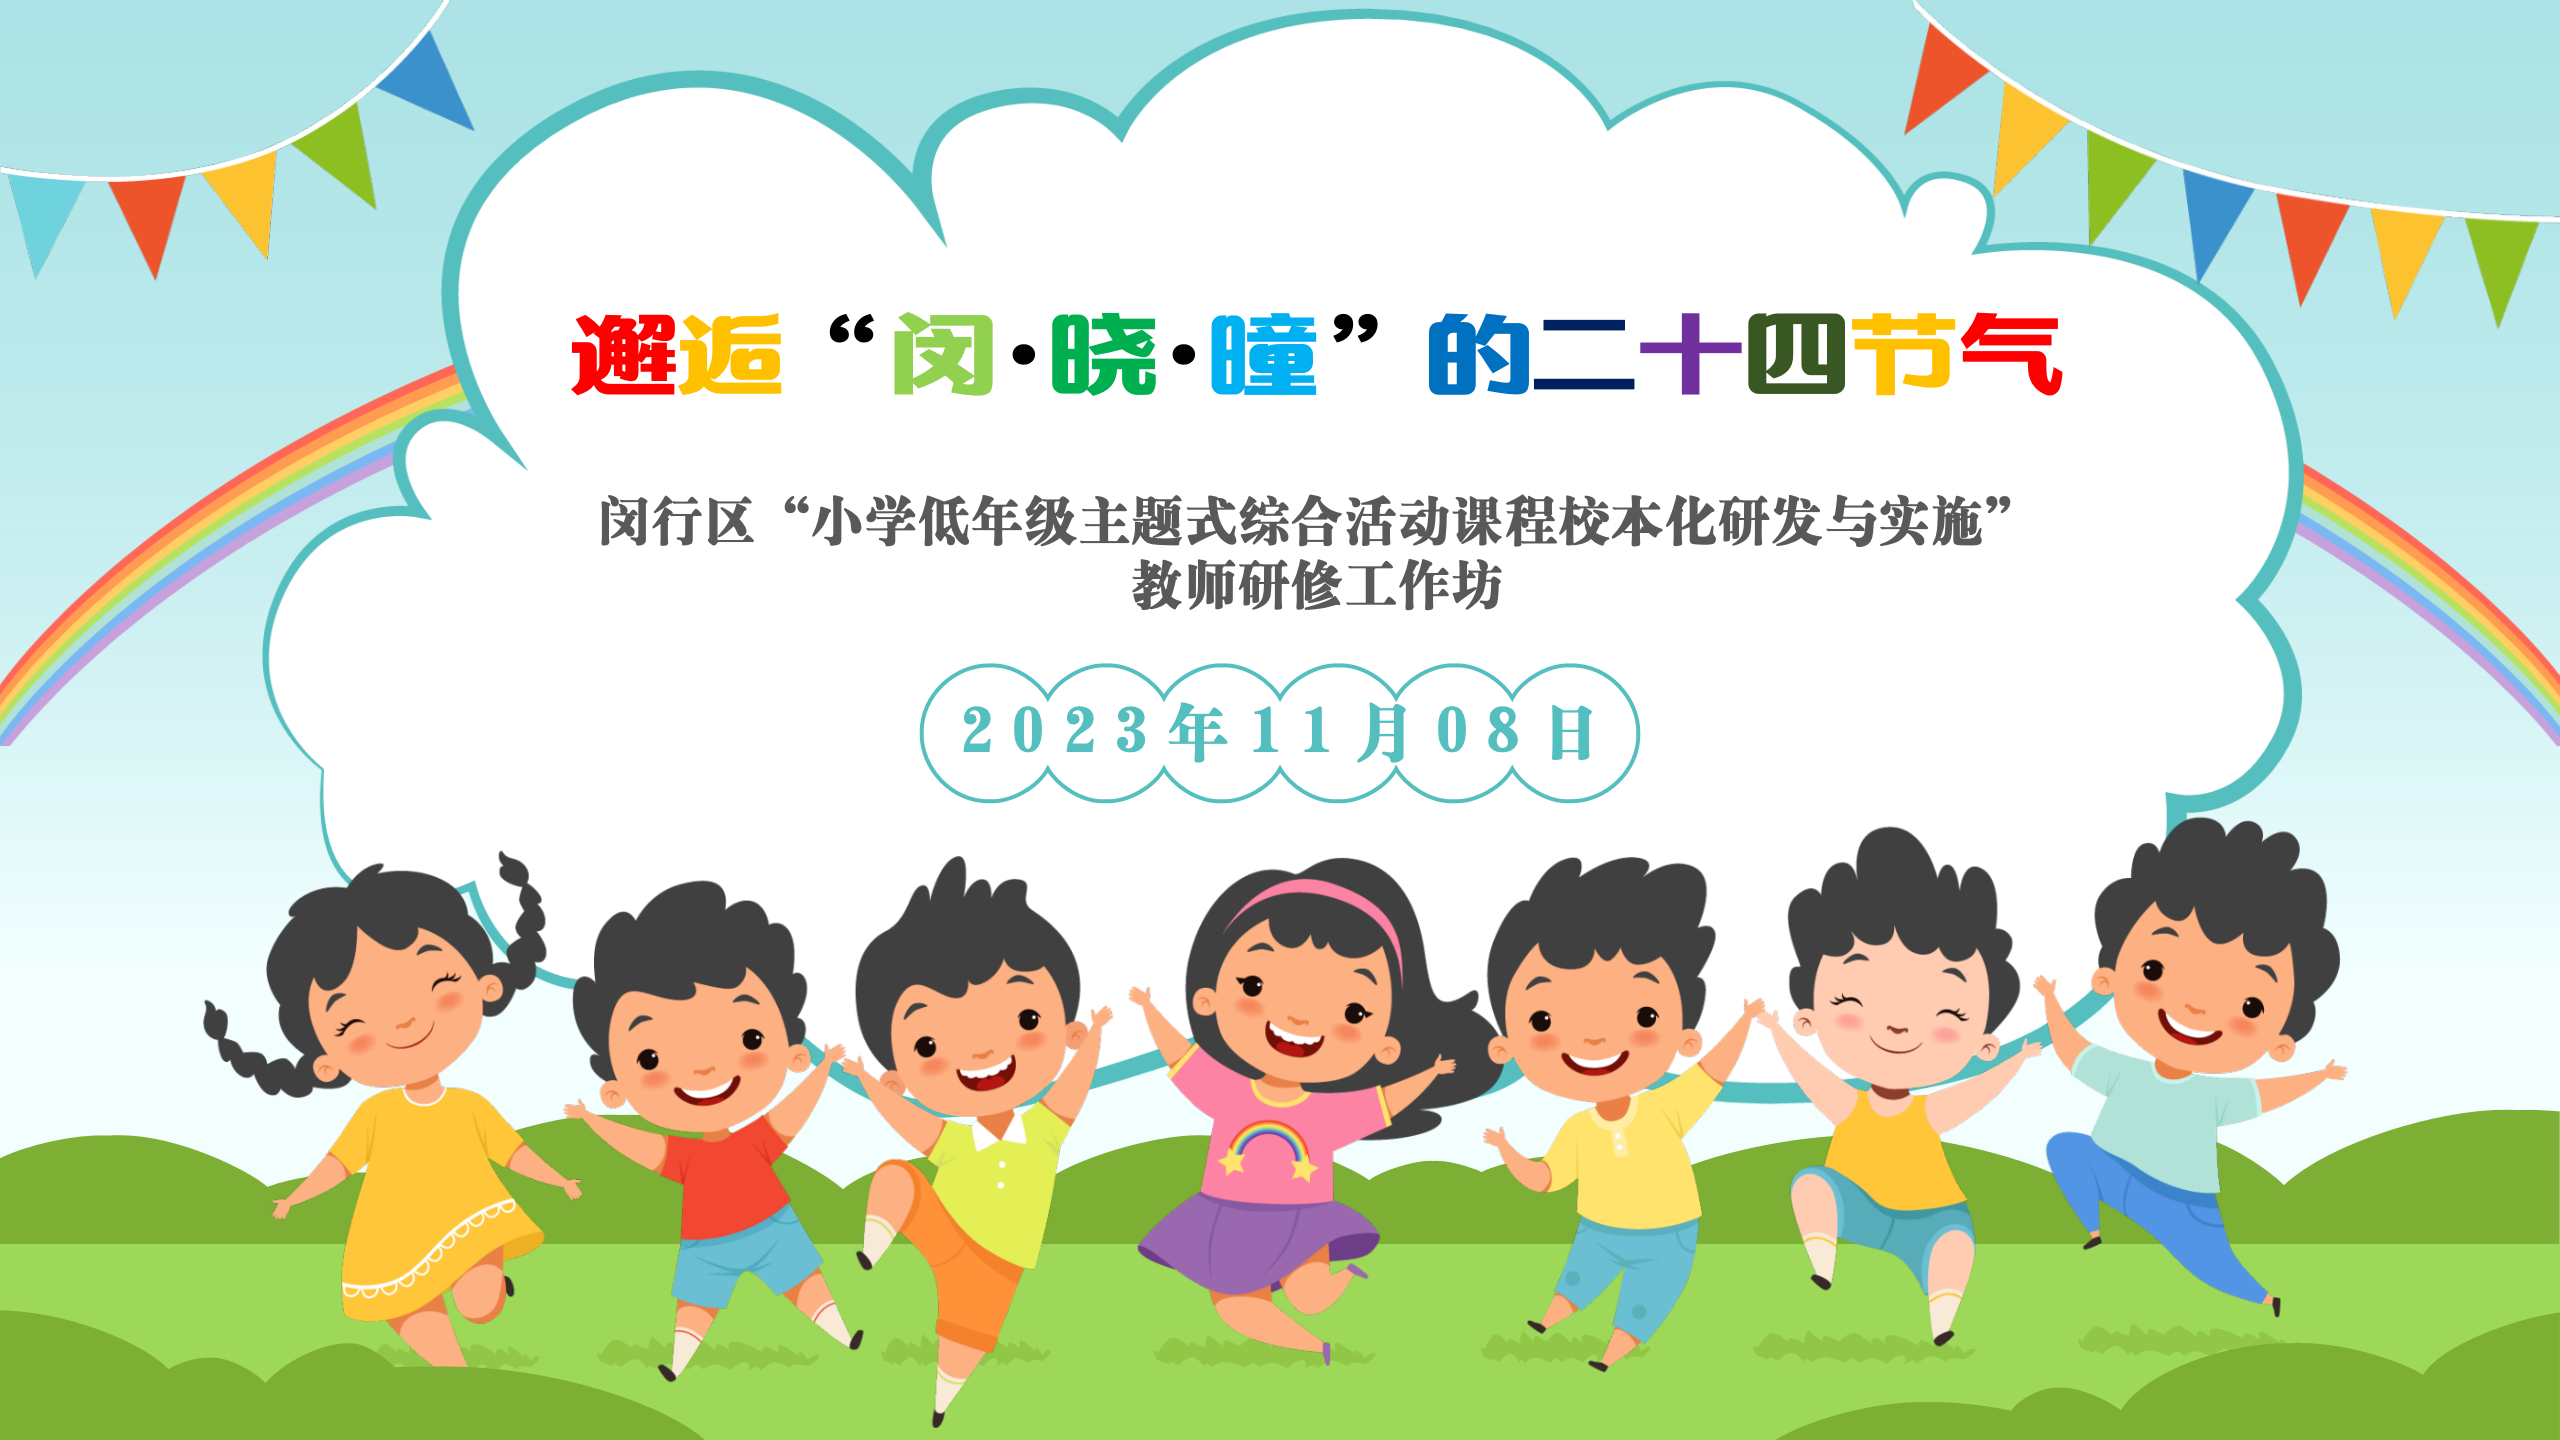 邂逅“闵·晓·瞳”的二十四节气
闵行区“小学低年级主题式综合活动课程校本化研发与实施”
教师研修工作坊
2023年11月08日